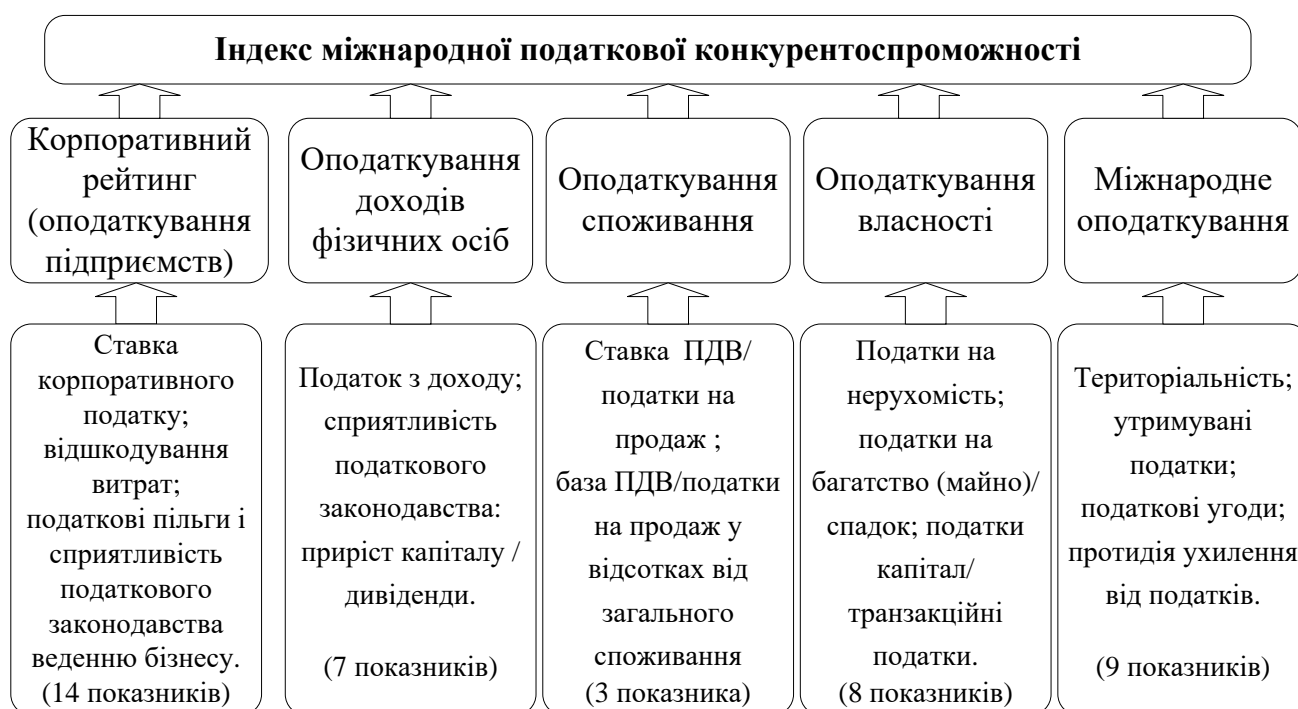 Індекс міжнародної податкової конкурентоспроможності
Корпоративний
рейтинг
(оподаткування
підприємств)
Оподаткування
доходів
фізичних осіб
Оподаткування
споживання
Оподаткування
власності
Міжнародне
оподаткування
Ставка
корпоративного
податку;
відшкодування
витрат;
податкові пільги і
сприятливість
податкового
законодавства
веденню бізнесу.
(14 показників)
Податок з доходу;
сприятливість
податкового
законодавства:
приріст капіталу /
дивіденди.
(7 показників)
Ставка ПДВ/
податки на
продаж ;
база ПДВ/податки
на продаж у
відсотках від
загального
споживання
(3 показника)
Податки на
нерухомість;
податки на
багатство (майно)/
спадок; податки
капітал/
транзакційні
податки.
(8 показників)
Територіальність;
утримувані
податки;
податкові угоди;
протидія ухилення
від податків.
(9 показників)